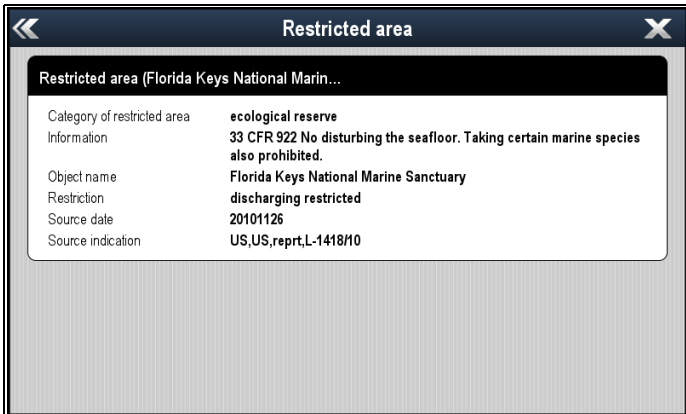 Restricted area
Restricted area (Florida Keys National Marin...
Category of restricted area ecological reserve
Information 33 CFR 922 No disturbing the seafloor. Taking certain marine species
also prohibited.
Object name Florida Keys National Marine Sanctuary
Restriction discharging restricted
Source date 20101126
Source indication US,US,reprt,L-1418/10